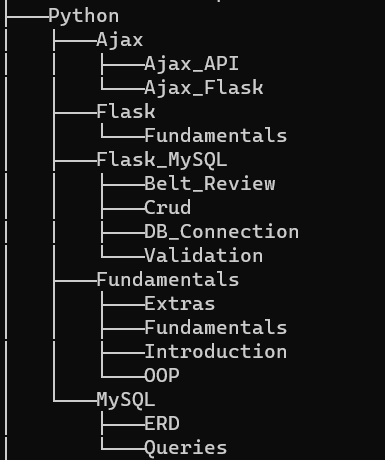 Python
Ajax
Ajax_API
Ajax_Flask
Flask
Fundamentals
Flask_MySQL
Belt_Review
Crud
DB_Connection
Validation
Fundamentals
Extras
Fundamentals
Introduction
OOP
MySQL
ERD
Queries